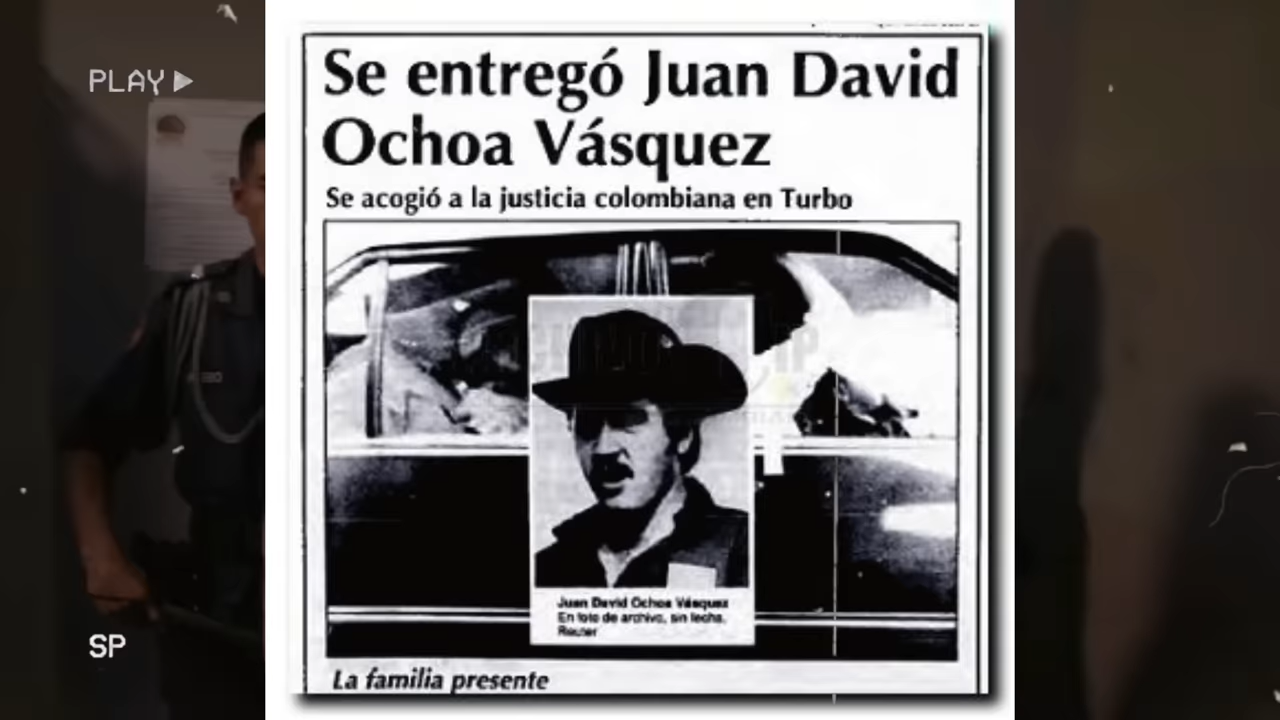 PLAY
Se entregó Juan David
Ochoa Vásquez
Se acogió a la justicia colombiana en Turbo
Juan David Ochoa Vásquez
En foto de archivo, sin fecha.
Reuter
La familia presente
SP